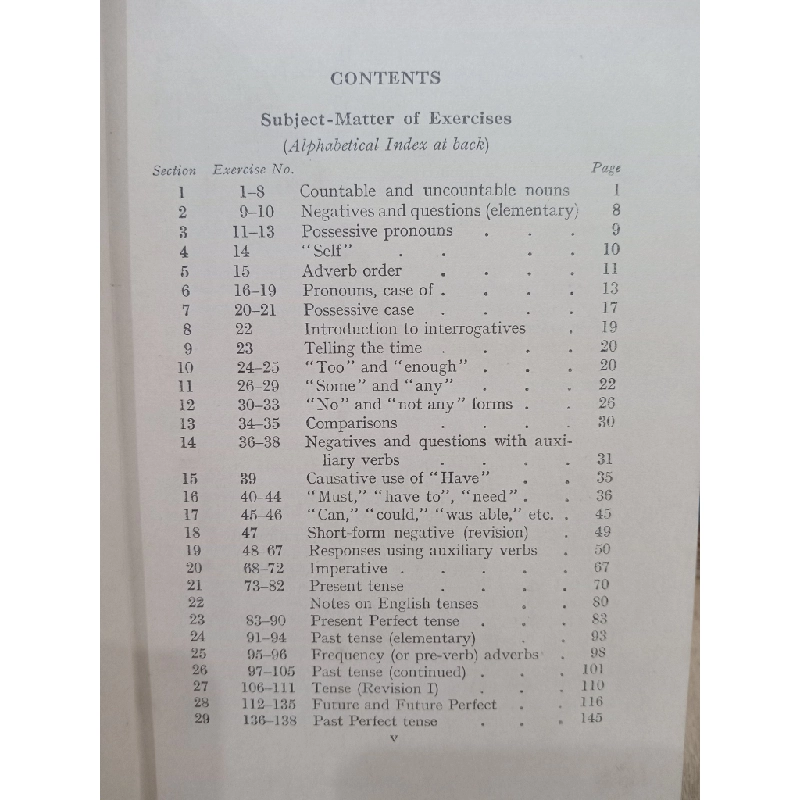 CONTENTS
Subject-Matter of Exercises
(Alphabetical Index at back)
Section Exercise No. Page
1 1–8 Countable and uncountable nouns 1
2 9–10 Negatives and questions (elementary) 8
3 11–13 Possessive pronouns . . . 9
4 14 "Self" . . . . 10
5 15 Adverb order . . . . 11
6 16–19 Pronouns, case of . . . . 13
7 20–21 Possessive case . . . . 17
8 22 Introduction to interrogatives . 19
9 23 Telling the time . . . . 20
10 24–25 "Too" and "enough" . . . 20
11 26–29 "Some" and "any" . . . 22
12 30–33 "No" and "not any" forms . . 26
13 34–35 Comparisons . . . . 30
14 36–38 Negatives and questions with auxi-
liary verbs . . . . 31
15 39 Causative use of "Have" . . 35
16 40–44 "Must," "have to", "need" . . 36
17 45–46 "Can," "could," "was able," etc. . 45
18 47 Short-form negative (revision) . 49
19 48–67 Responses using auxiliary verbs . 50
20 68–72 Imperative . . . . . 67
21 73–82 Present tense . . . . 70
22 Notes on English tenses . . 80
23 83–90 Present Perfect tense . . . 83
24 91–94 Past tense (elementary) . . 93
25 95–96 Frequency (or pre-verb) adverbs . 98
26 97–105 Past tense (continued) . . . 101
27 106–111 Tense (Revision I) . . . 110
28 112–135 Future and Future Perfect . . 116
29 136–138 Past Perfect tense . . . 145
v